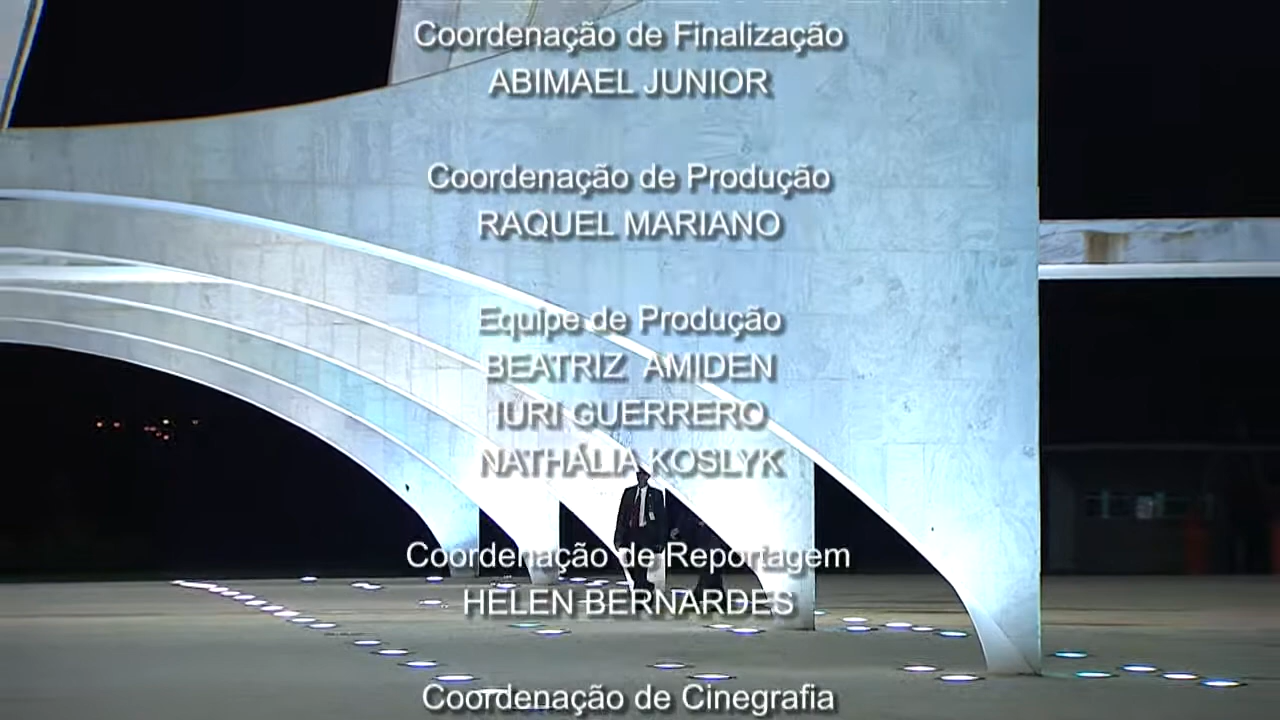 Coordenação de Finalização
ABIMAEL JUNIOR
Coordenação de Produção
RAQUEL MARIANO
Equipe de Produção
BEATRIZ AMIDEN
IURI GUERRERO
NATHÁLIA KOSLYK
Coordenação de Reportagem
HELEN BERNARDES
Coordenação de Cinegrafia